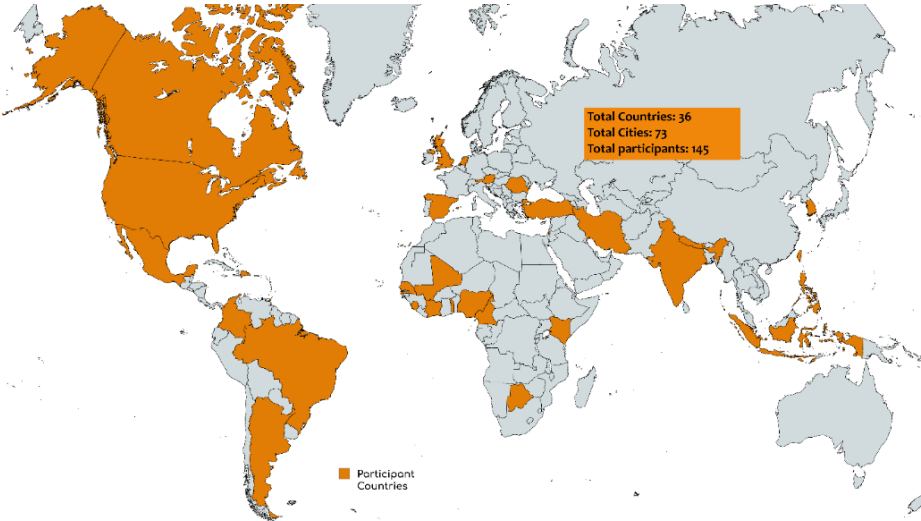 Total Countries: 36
Total Cities: 73
Total participants: 145
Participant
Countries